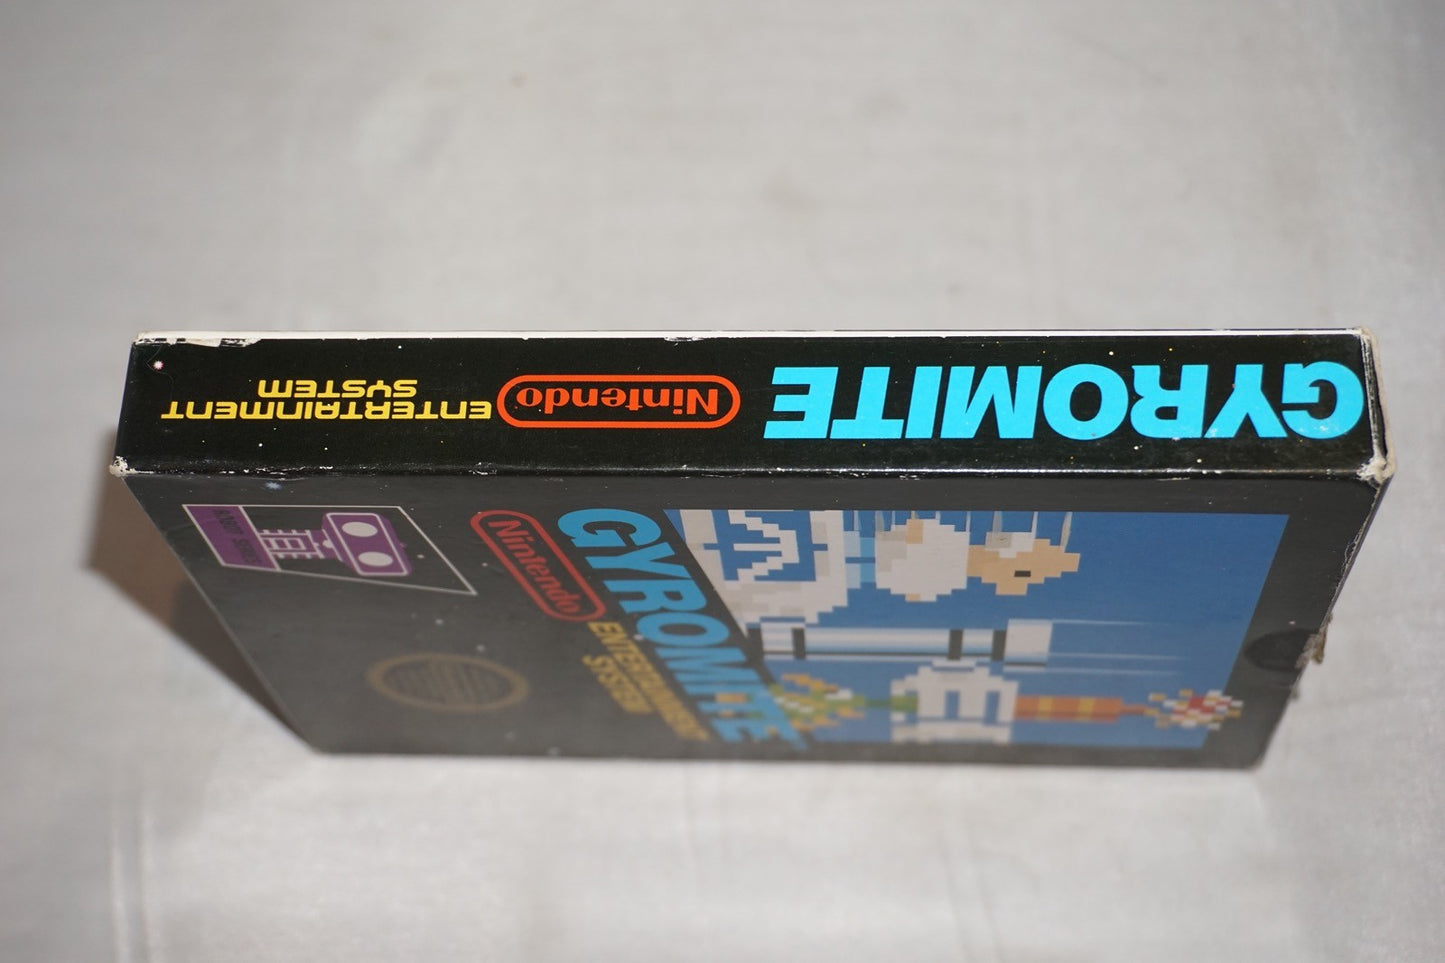 GYROMITE
Nintendo
ENTERTAINMENT
SYSTEM
ROBOT SERIES
Nintendo
ENTERTAINMENT
SYSTEM
GYROMITE